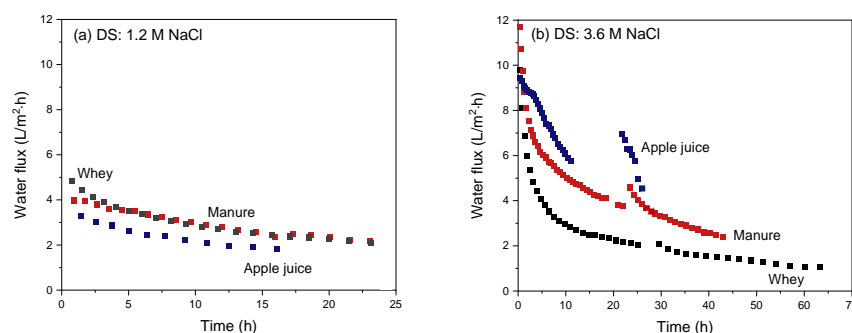 (a) DS: 1.2 M NaCl
Water flux (L/m²·h)
12
10
8
6
4
2
0
Whey
Manure
Apple juice
0 5 10 15 20 25
Time (h)
(b) DS: 3.6 M NaCl
Water flux (L/m²·h)
12
10
8
6
4
2
0
Apple juice
Manure
Whey
0 10 20 30 40 50 60 70
Time (h)